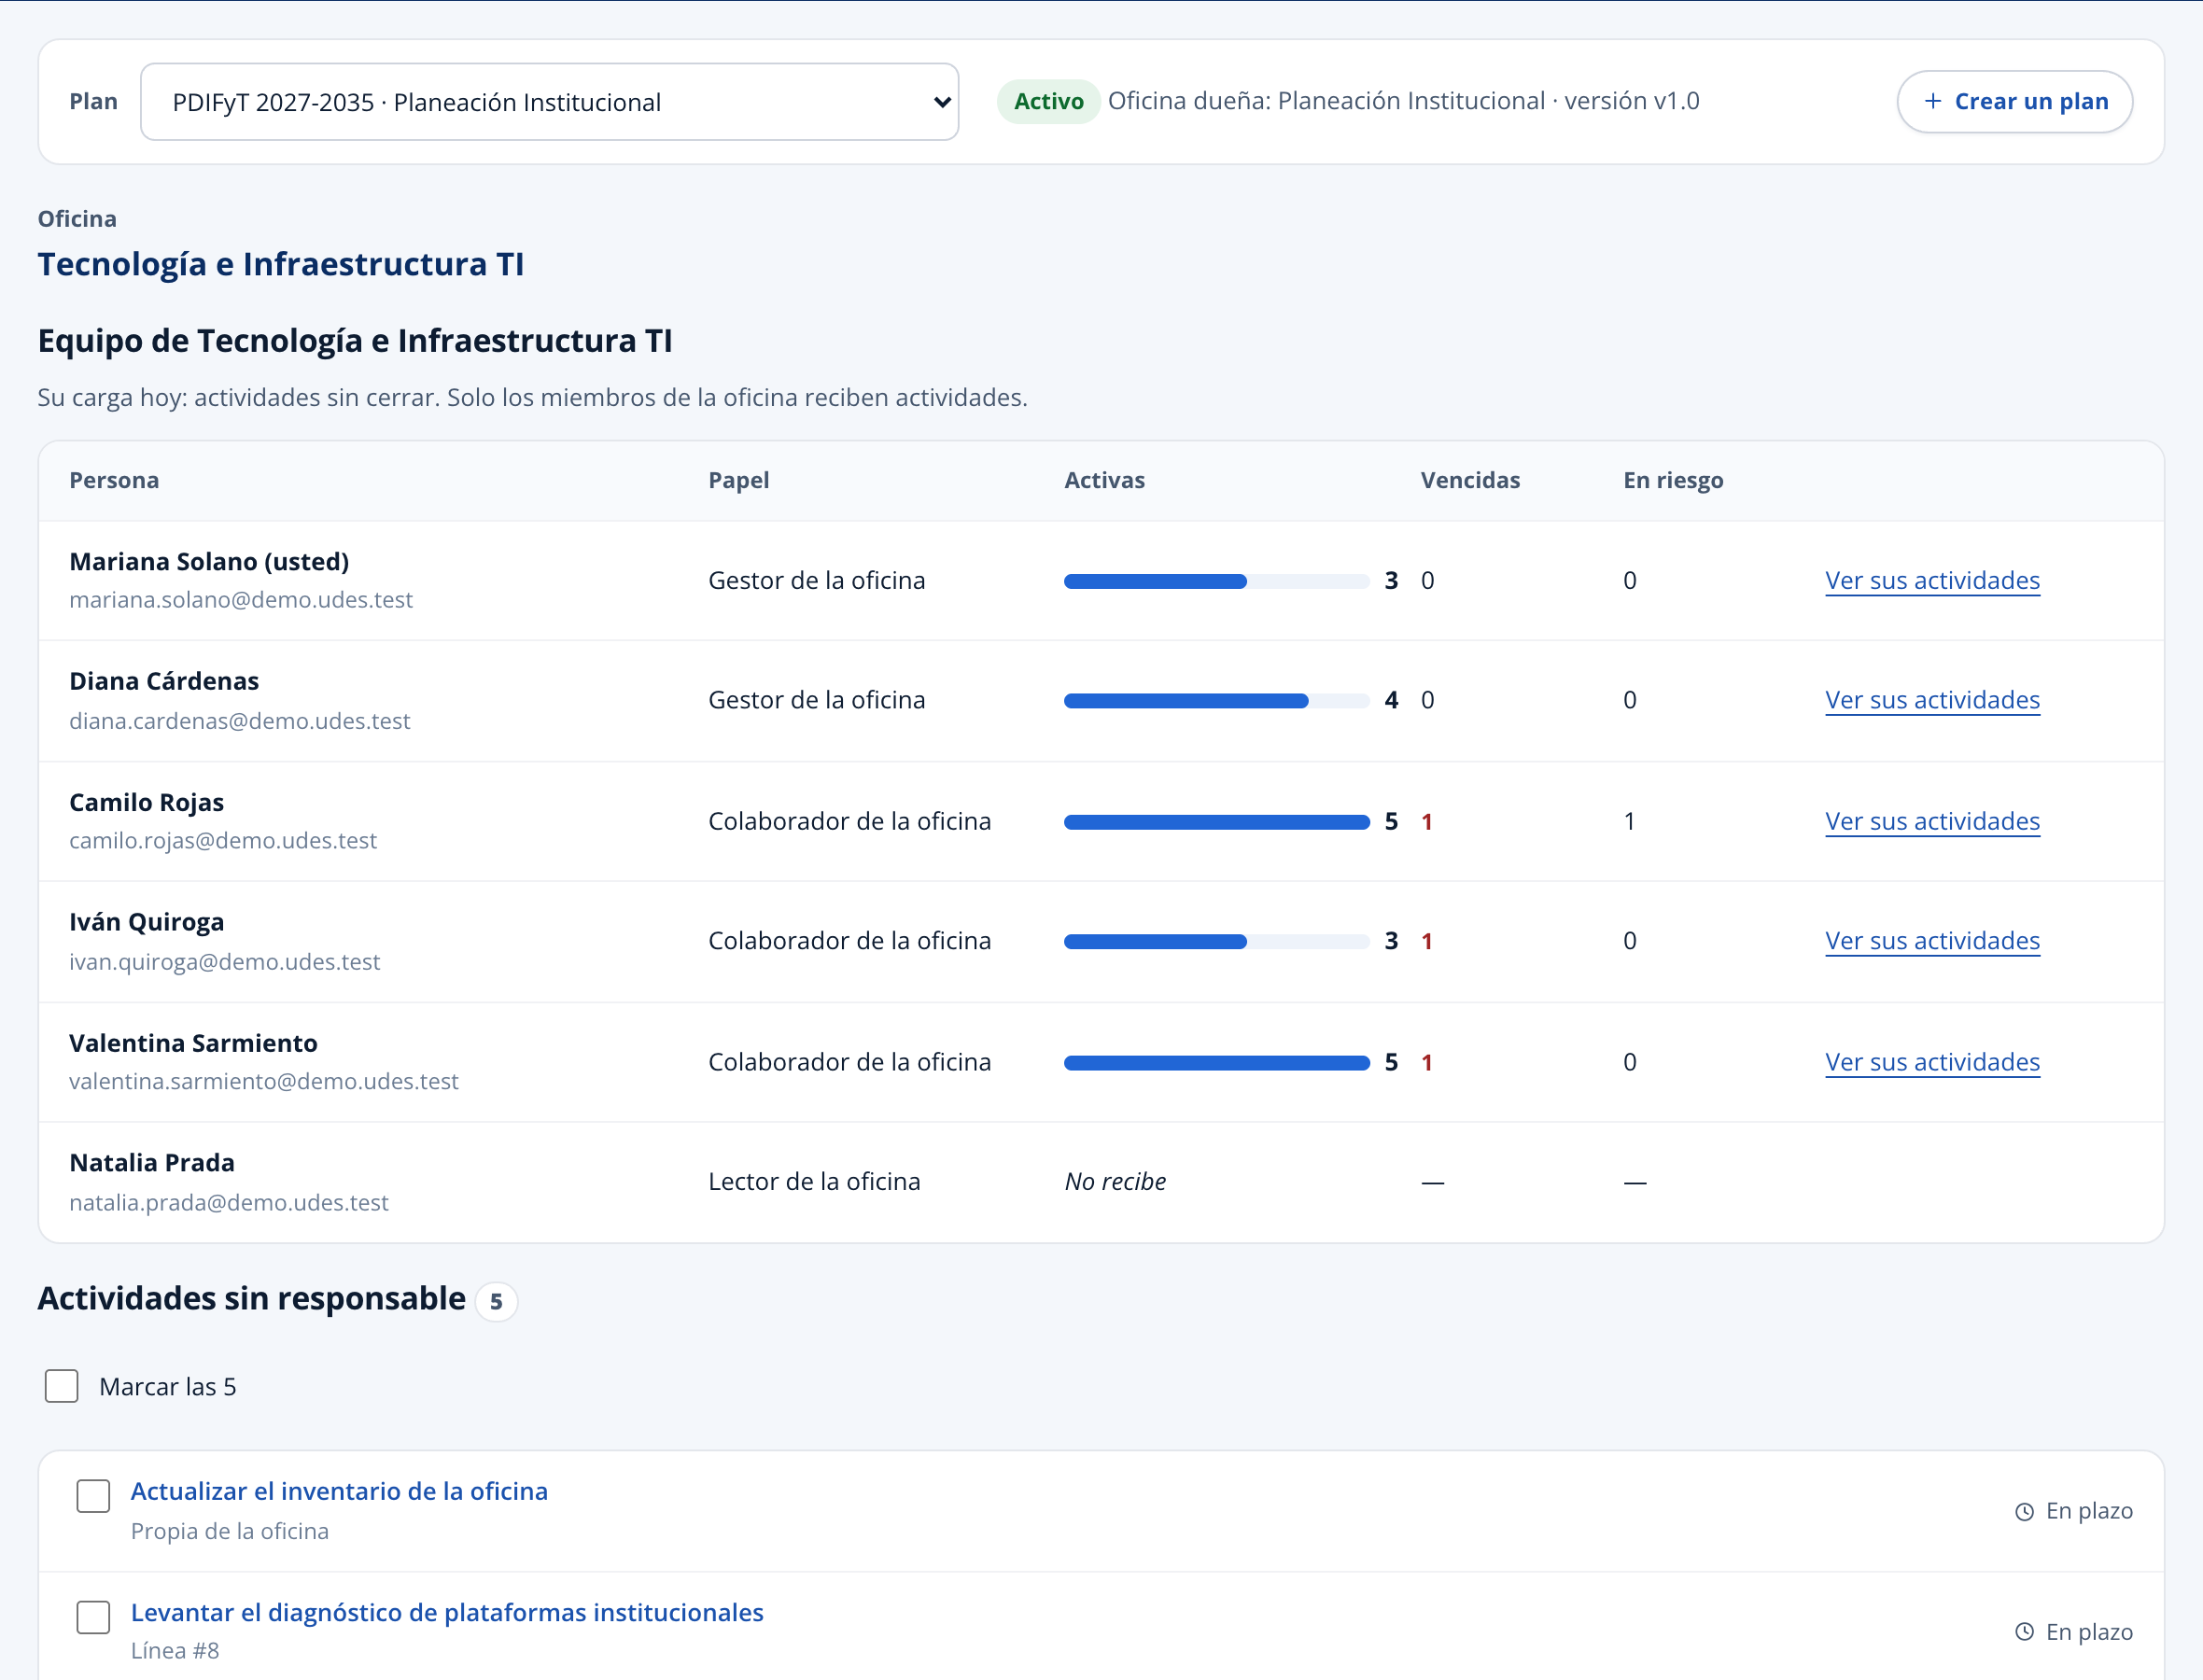 Plan
PDIFyT 2027-2035 · Planeación Institucional
Activo Oficina dueña: Planeación Institucional · versión v1.0
+ Crear un plan
Oficina
Tecnología e Infraestructura TI
Equipo de Tecnología e Infraestructura TI
Su carga hoy: actividades sin cerrar. Solo los miembros de la oficina reciben actividades.
Persona Papel Activas Vencidas En riesgo
Mariana Solano (usted)
mariana.solano@demo.udes.test
Gestor de la oficina 3 0 0 Ver sus actividades
Diana Cárdenas
diana.cardenas@demo.udes.test
Gestor de la oficina 4 0 0 Ver sus actividades
Camilo Rojas
camilo.rojas@demo.udes.test
Colaborador de la oficina 5 1 1 Ver sus actividades
Iván Quiroga
ivan.quiroga@demo.udes.test
Colaborador de la oficina 3 1 0 Ver sus actividades
Valentina Sarmiento
valentina.sarmiento@demo.udes.test
Colaborador de la oficina 5 1 0 Ver sus actividades
Natalia Prada
natalia.prada@demo.udes.test
Lector de la oficina No recibe — —
Actividades sin responsable 5
Marcar las 5
Actualizar el inventario de la oficina
Propia de la oficina
En plazo
Levantar el diagnóstico de plataformas institucionales
Línea #8
En plazo